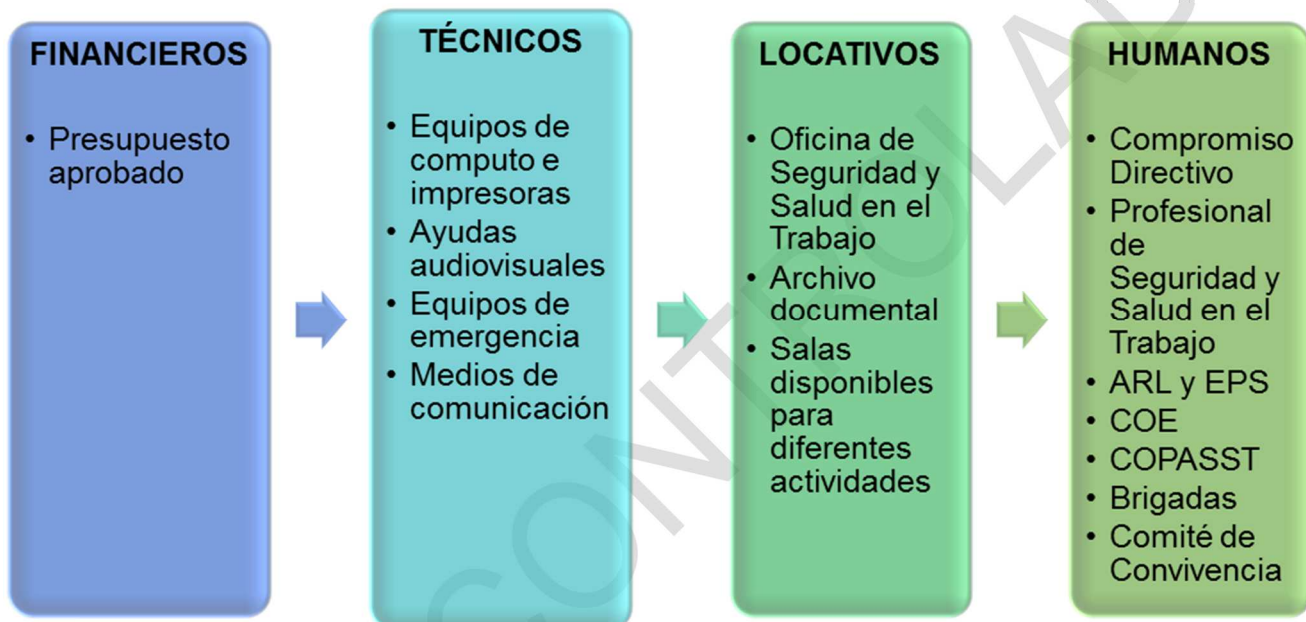 FINANCIEROS
• Presupuesto
aprobado
TÉCNICOS
• Equipos de
computo e
impresoras
• Ayudas
audiovisuales
• Equipos de
emergencia
• Medios de
comunicación
LOCATIVOS
• Oficina de
Seguridad y
Salud en el
Trabajo
• Archivo
documental
• Salas
disponibles
para
diferentes
actividades
HUMANOS
• Compromiso
Directivo
• Profesional
de
Seguridad y
Salud en el
Trabajo
• ARL y EPS
• COE
• COPASST
• Brigadas
• Comité de
Convivencia
CONTROLAD